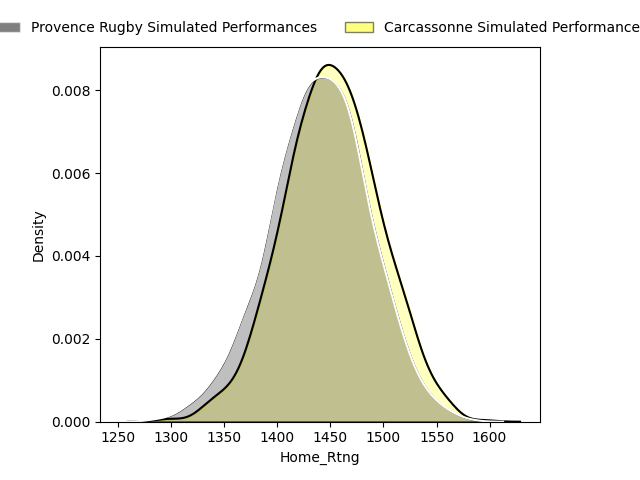 Provence Rugby Simulated Performances
Carcassonne Simulated Performance
0.008
0.006
0.004
0.002
0.000
Density
1250 1300 1350 1400 1450 1500 1550 1600
Home_Rtng